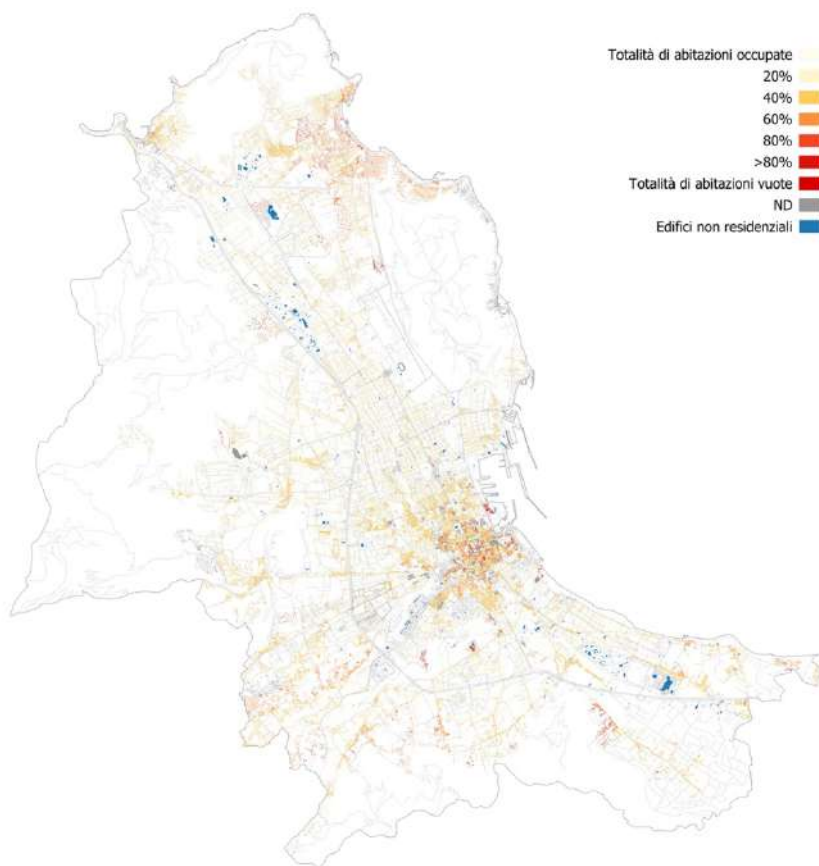 Totalità di abitazioni occupate
20%
40%
60%
80%
>80%
Totalità di abitazioni vuote
ND
Edifici non residenziali